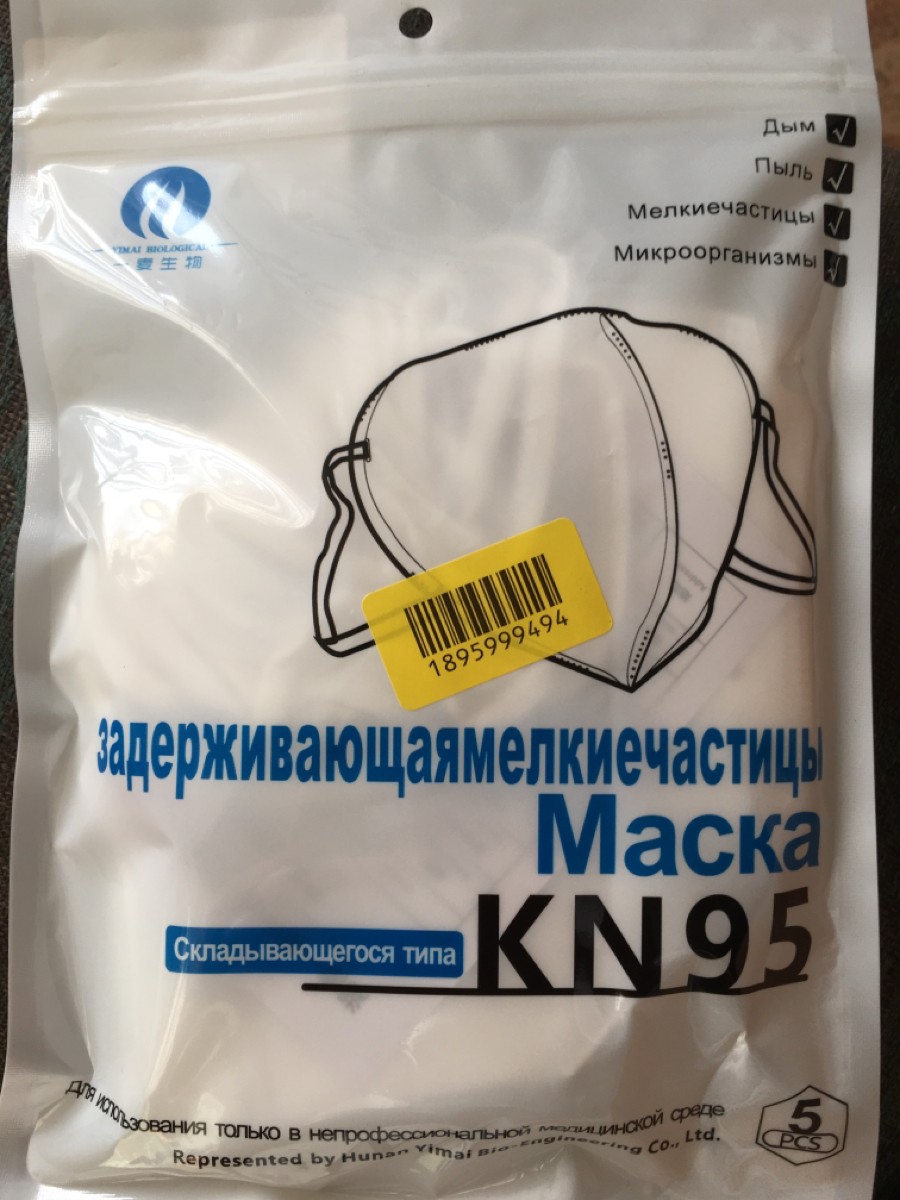 Дым
Пыль
Мелкиечастицы
Микроорганизмы
YIMAI BIOLOGICAL
一麦生物
1895999494
задерживающаямелкиечастицы
Маска
Складывающегося типа
KN95
Для использования только в непрофессиональной медицинской среде
Represented by Hunan Yimai Bio-Engineering Co., Ltd.
5
PCS